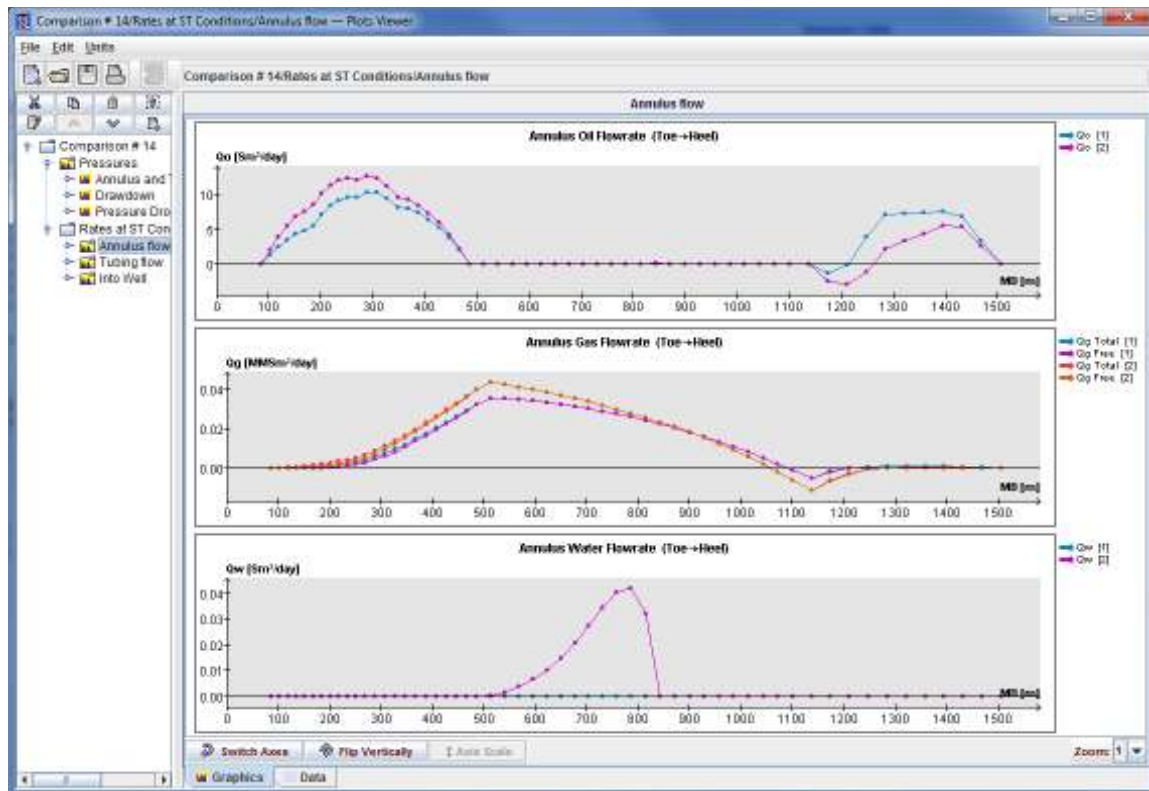 Comparison # 14/Rates at ST Conditions/Annulus flow — Plots Viewer
File Edit Units
Comparison # 14/Rates at ST Conditions/Annulus flow
Annulus flow
Comparison # 14
Pressures
Annulus and T
Drawdown
Pressure Dro
Rates at ST Con
Annulus flow
Tubing flow
Into Well
Annulus Oil Flowrate (Toe→Heel)
Qo [Sm³/day]
10
5
0
MD [m]
0 100 200 300 400 500 600 700 800 900 1000 1100 1200 1300 1400 1500
Qo [1]
Qo [2]
Annulus Gas Flowrate (Toe→Heel)
Qg [MMSm³/day]
0.04
0.02
0.00
MD [m]
0 100 200 300 400 500 600 700 800 900 1000 1100 1200 1300 1400 1500
Qg Total [1]
Qg Free [1]
Qg Total [2]
Qg Free [2]
Annulus Water Flowrate (Toe→Heel)
Qw [Sm³/day]
0.04
0.03
0.02
0.01
0.00
MD [m]
0 100 200 300 400 500 600 700 800 900 1000 1100 1200 1300 1400 1500
Qw [1]
Qw [2]
Switch Axes Flip Vertically Axis Scale Zoom: 1
Graphics Data